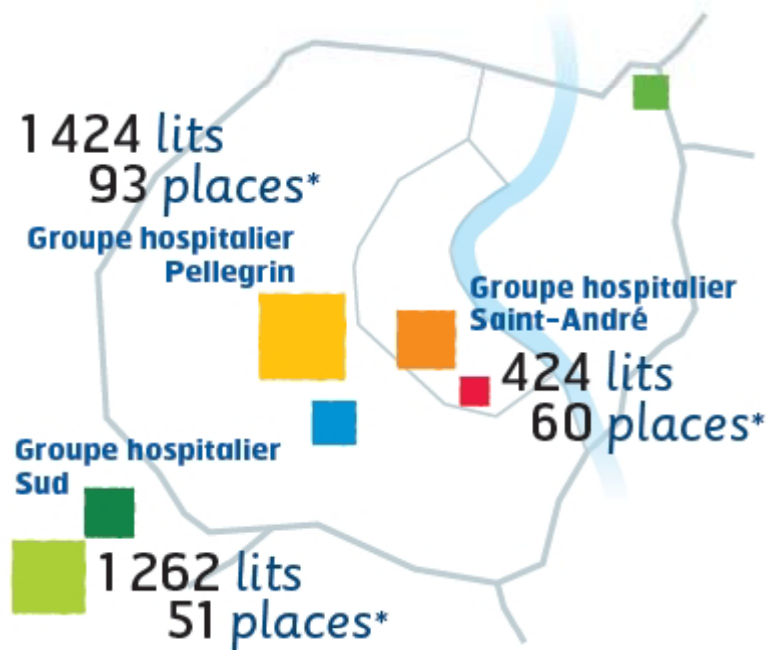 1 424 lits
93 places*
Groupe hospitalier
Pellegrin
Groupe hospitalier
Saint-André
424 lits
60 places*
Groupe hospitalier
Sud
1 262 lits
51 places*